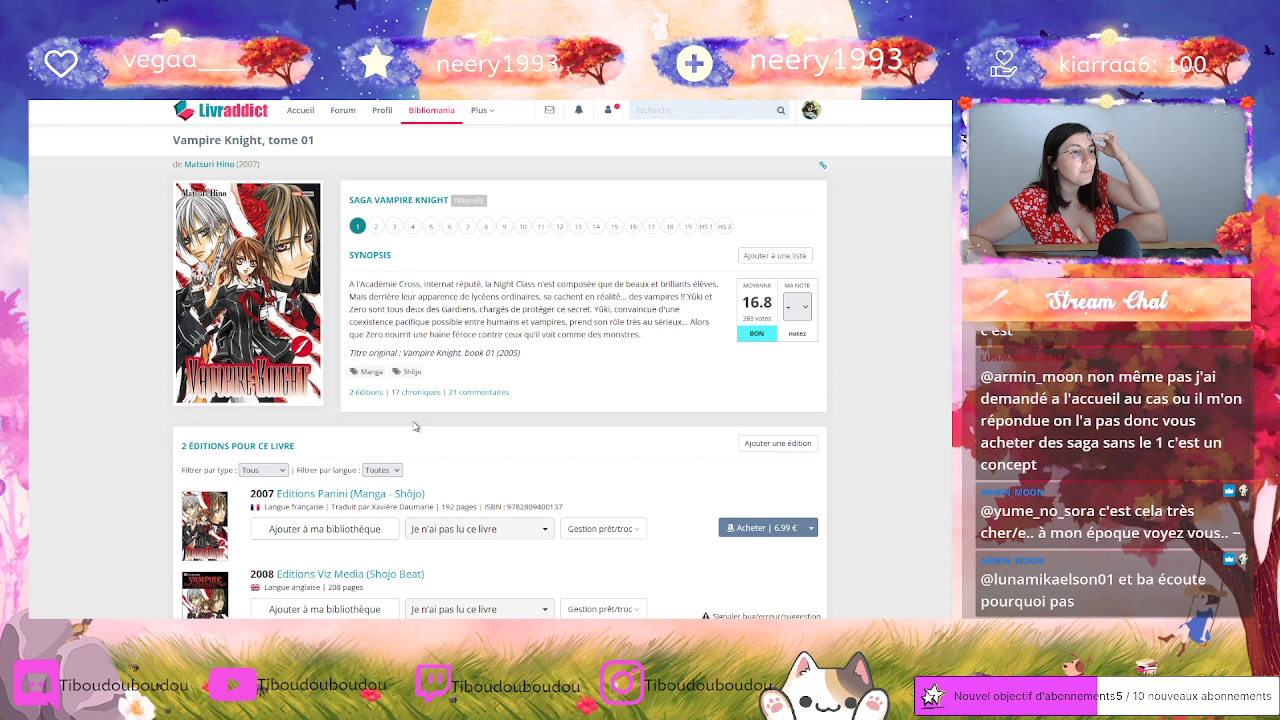 vegaa____
neery1993
neery1993
kiarraa6: 100
Livraddict
Accueil
Forum
Profil
Bibliomania
Plus
Recherche
Vampire Knight, tome 01
de Matsuri Hino (2007)
Matsuri Hino
VAMPIRE KNIGHT
SAGA VAMPIRE KNIGHT TERMINÉE
1 2 3 4 5 6 7 8 9 10 11 12 13 14 15 16 17 18 19 HS 1 HS 2
SYNOPSIS
Ajouter à une liste
A l'Académie Cross, internat réputé, la Night Class n'est composée que de beaux et brillants élèves.
Mais derrière leur apparence de lycéens ordinaires, sa cachent en réalité... des vampires !! Yûki et
Zero sont tous deux des Gardiens, chargés de protéger ce secret. Yûki, convaincue d'une
coexistence pacifique possible entre humains et vampires, prend son rôle très au sérieux... Alors
que Zero nourrit une haine féroce contre ceux qu'il voit comme des monstres.
Titre original : Vampire Knight, book 01 (2005)
Manga
Shôjo
2 éditions | 17 chroniques | 21 commentaires
MOYENNE
16.8
283 votes
BON
MA NOTE
-
notez
2 ÉDITIONS POUR CE LIVRE
Ajouter une édition
Filtrer par type : Tous | Filtrer par langue : Toutes
2007 Editions Panini (Manga - Shôjo)
Langue française | Traduit par Xavière Daumarie | 192 pages | ISBN : 9782809400137
Ajouter à ma bibliothèque
Je n'ai pas lu ce livre
Gestion prêt/troc
Acheter | 6.99 €
2008 Editions Viz Media (Shojo Beat)
Langue anglaise | 208 pages
Ajouter à ma bibliothèque
Je n'ai pas lu ce livre
Gestion prêt/troc
Signaler bug/erreur/suggestion
Stream Chat
c'est
LUNAMIKAELSON01
@armin_moon non même pas j'ai
demandé a l'accueil au cas ou il m'on
répondue on l'a pas donc vous
acheter des saga sans le 1 c'est un
concept
ARMIN_MOON
@yume_no_sora c'est cela très
cher/e.. à mon époque voyez vous.. ~
ARMIN_MOON
@lunamikaelson01 et ba écoute
pourquoi pas
Tiboudouboudou
Tiboudouboudou
Tiboudouboudou
Tiboudouboudou
Nouvel objectif d'abonnements 5 / 10 nouveaux abonnements